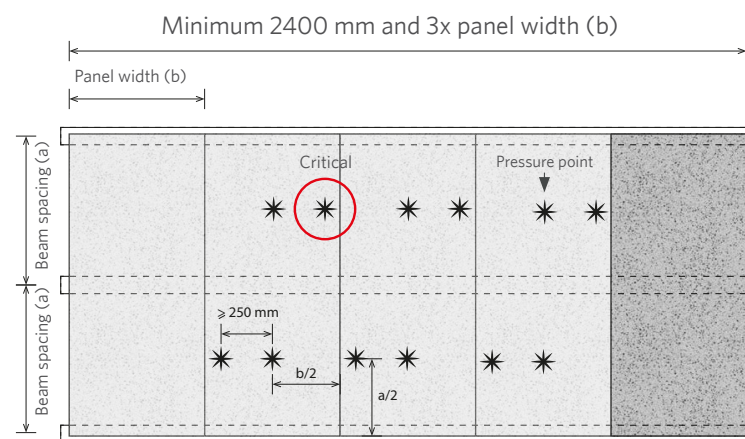 Minimum 2400 mm and 3x panel width (b)
Panel width (b)
Beam spacing (a)
Critical
Pressure point
Beam spacing (a)
⩾ 250 mm
b/2
a/2